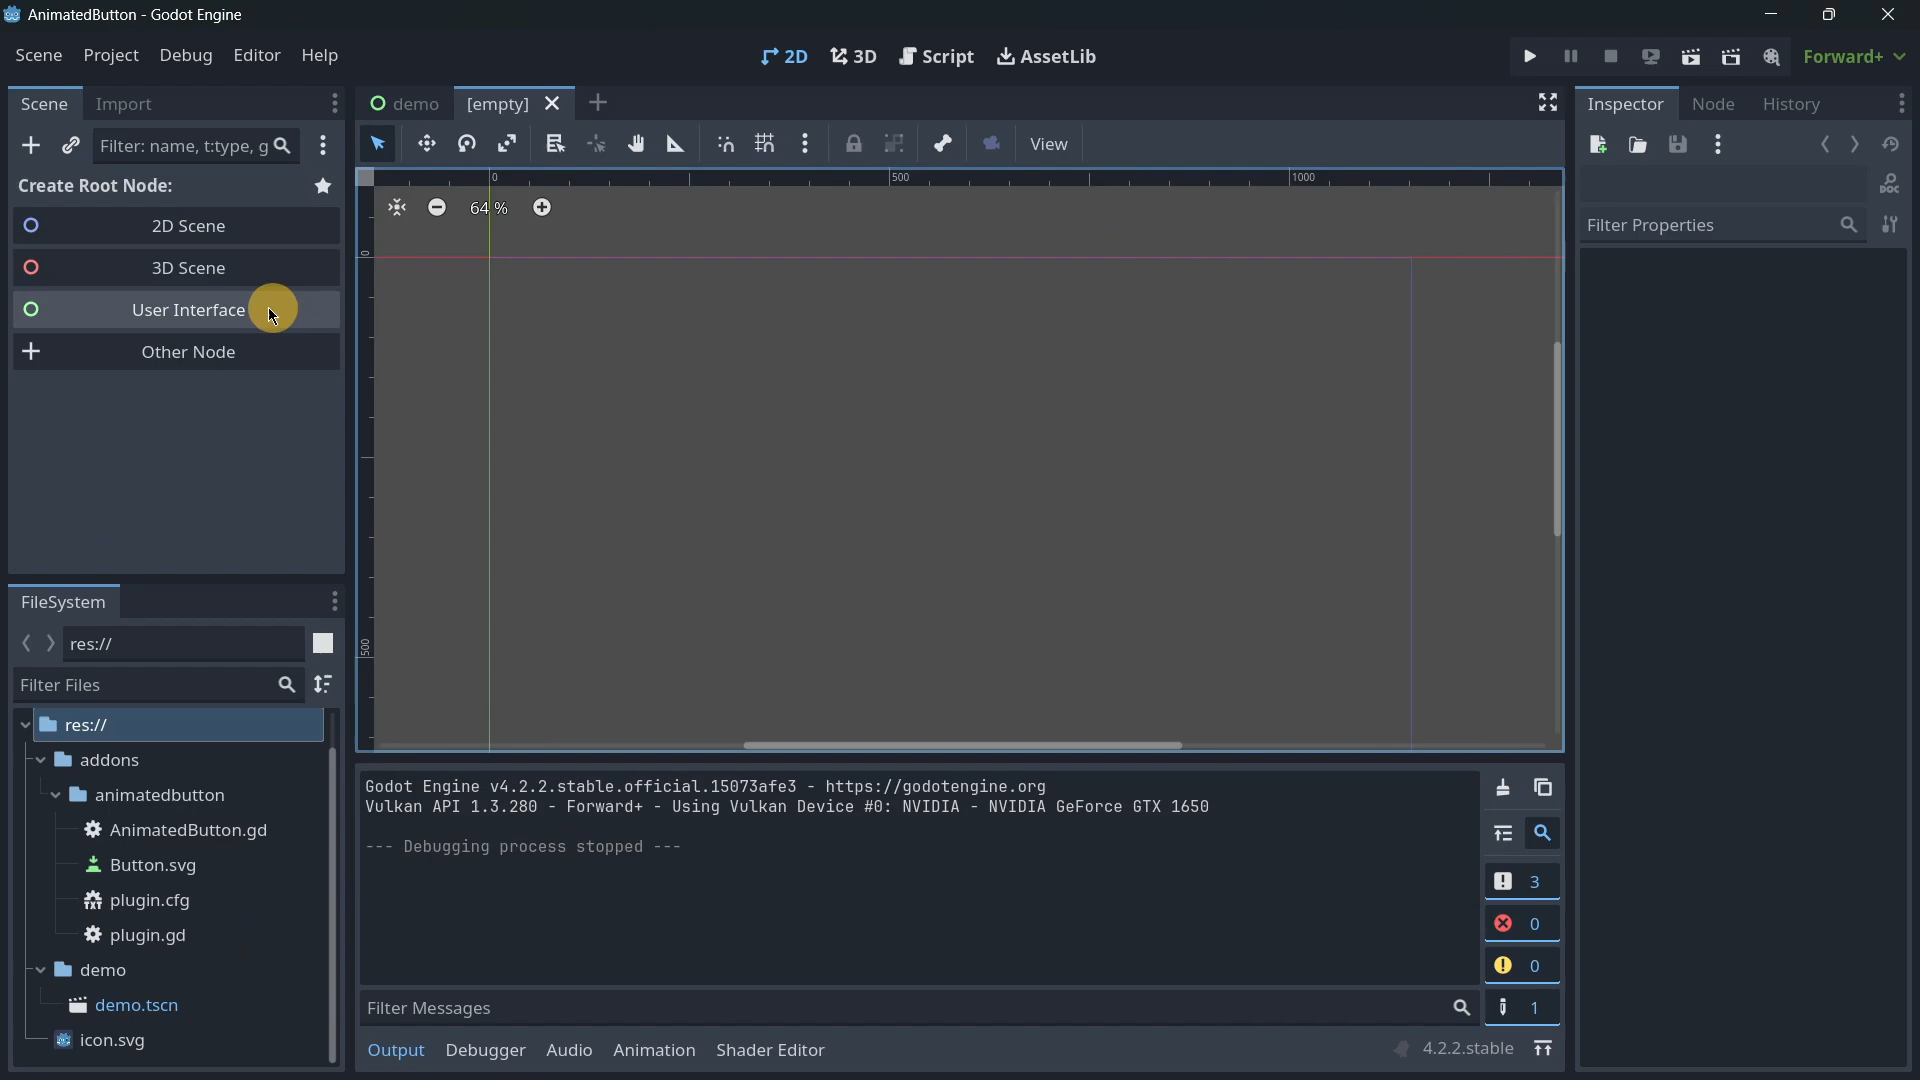 AnimatedButton - Godot Engine
Scene Project Debug Editor Help
2D 3D Script AssetLib
Forward+
Scene Import
demo [empty]
Inspector Node History
Filter: name, t:type, g
View
Create Root Node:
0 500 1000
64 %
2D Scene
3D Scene
User Interface
Other Node
Filter Properties
0
500
FileSystem
res://
Filter Files
res://
addons
animatedbutton
AnimatedButton.gd
Button.svg
plugin.cfg
plugin.gd
demo
demo.tscn
icon.svg
Godot Engine v4.2.2.stable.official.15073afe3 - https://godotengine.org
Vulkan API 1.3.280 - Forward+ - Using Vulkan Device #0: NVIDIA - NVIDIA GeForce GTX 1650
--- Debugging process stopped ---
3
0
0
1
Filter Messages
Output Debugger Audio Animation Shader Editor
4.2.2.stable
DOC